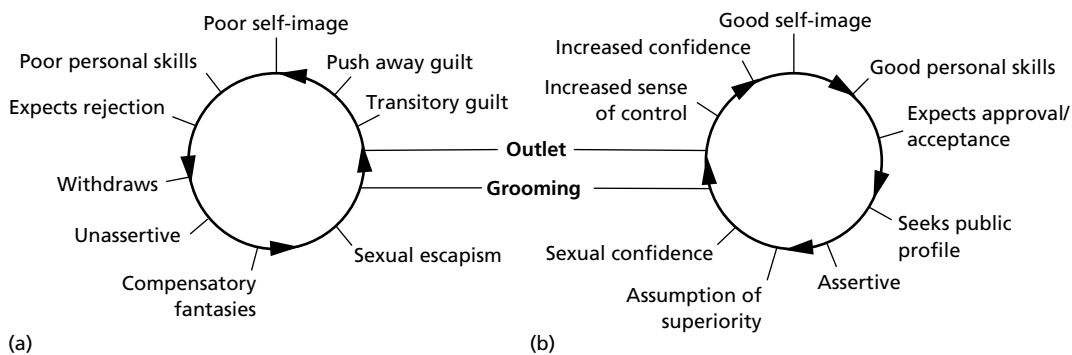 Poor self-image
Poor personal skills
Push away guilt
Expects rejection
Transitory guilt
Withdraws
Unassertive
Compensatory
fantasies
Sexual escapism
(a)
Outlet
Grooming
Good self-image
Increased confidence
Good personal skills
Increased sense
of control
Expects approval/
acceptance
Seeks public
profile
Sexual confidence
Assertive
Assumption of
superiority
(b)